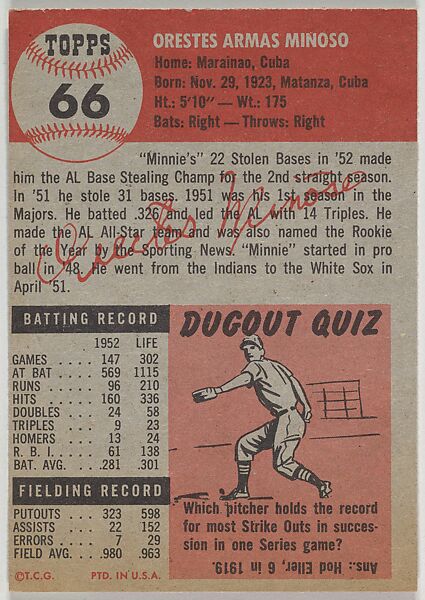 TOPPS
66
ORESTES ARMAS MINOSO
Home: Marainao, Cuba
Born: Nov. 29, 1923, Matanza, Cuba
Ht.: 5'10" — Wt.: 175
Bats: Right — Throws: Right
"Minnie's" 22 Stolen Bases in '52 made
him the AL Base Stealing Champ for the 2nd straight season.
In '51 he stole 31 bases. 1951 was his 1st season in the
Majors. He batted .326 and led the AL with 14 Triples. He
made the AL All-Star team and was also named the Rookie
of the Year by the Sporting News. "Minnie" started in pro
ball in '48. He went from the Indians to the White Sox in
April '51.
Orestes Minoso
BATTING RECORD
1952 LIFE
GAMES . . . . 147 302
AT BAT . . . . 569 1115
RUNS . . . . 96 210
HITS . . . . 160 336
DOUBLES . . . 24 58
TRIPLES . . . 9 23
HOMERS . . . 13 24
R. B. I. . . . . 61 138
BAT. AVG. . . .281 .301
FIELDING RECORD
PUTOUTS . . . 323 598
ASSISTS . . . 22 152
ERRORS . . . 7 29
FIELD AVG. . .980 .963
©T.C.G. PTD. IN U.S.A.
DUGOUT QUIZ
Which pitcher holds the record
for most Strike Outs in succes-
sion in one Series game?
Ans.: Hod Eller, 6 in 1919.